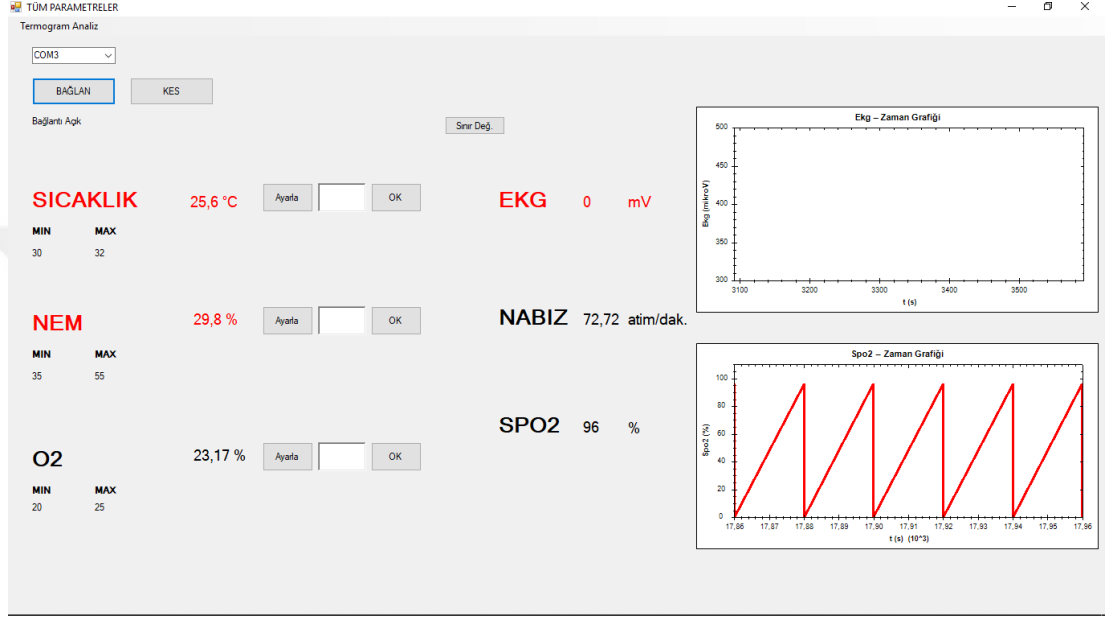 TÜM PARAMETRELER
Termogram Analiz
COM3
BAĞLAN KES
Bağlantı Açık
Sınır Değ.
SICAKLIK 25,6 °C Ayarla OK
MIN MAX
30 32
NEM 29,8 % Ayarla OK
MIN MAX
35 55
O2 23,17 % Ayarla OK
MIN MAX
20 25
EKG 0 mV
NABIZ 72,72 atim/dak.
SPO2 96 %
Ekg – Zaman Grafiği
Ekg (mikroV)
500
450
400
350
300
3100 3200 3300 3400 3500
t (s)
Spo2 – Zaman Grafiği
Spo2 (%)
100
80
60
40
20
0
17,86 17,87 17,88 17,89 17,90 17,91 17,92 17,93 17,94 17,95 17,96
t (s) (10^3)